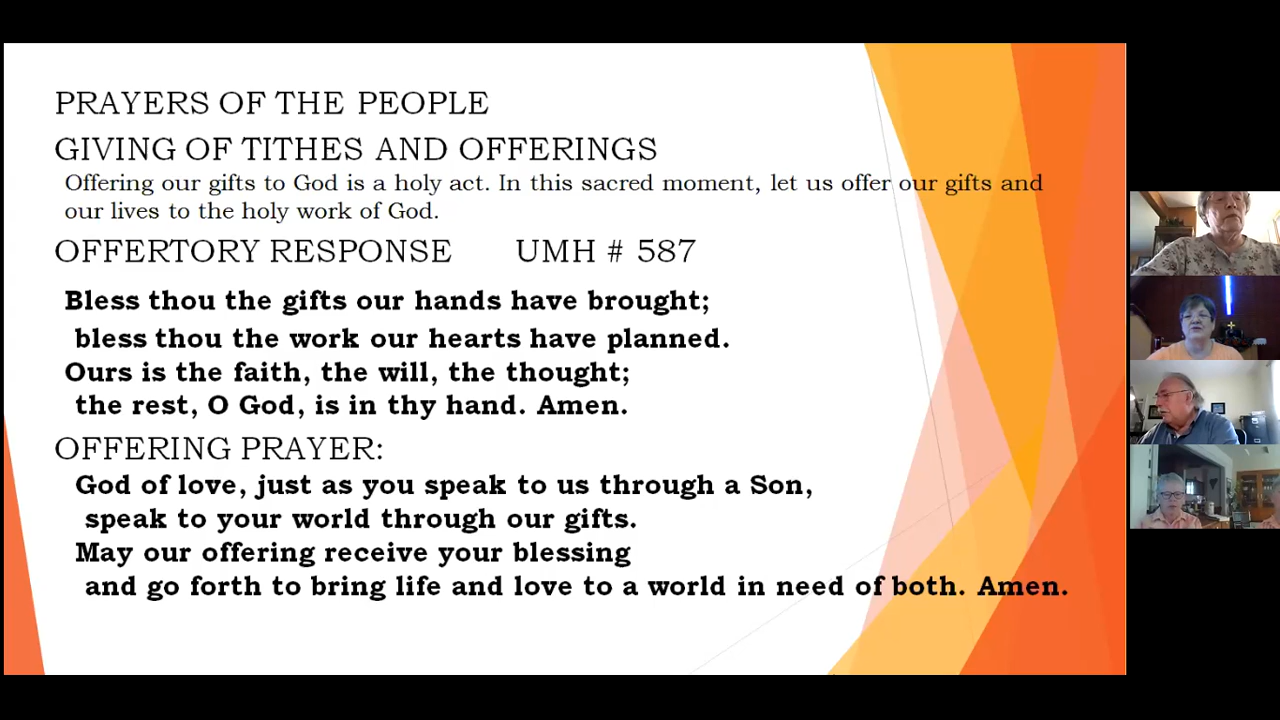 PRAYERS OF THE PEOPLE
GIVING OF TITHES AND OFFERINGS
Offering our gifts to God is a holy act. In this sacred moment, let us offer our gifts and
our lives to the holy work of God.
OFFERTORY RESPONSE UMH # 587
Bless thou the gifts our hands have brought;
bless thou the work our hearts have planned.
Ours is the faith, the will, the thought;
the rest, O God, is in thy hand. Amen.
OFFERING PRAYER:
God of love, just as you speak to us through a Son,
speak to your world through our gifts.
May our offering receive your blessing
and go forth to bring life and love to a world in need of both. Amen.